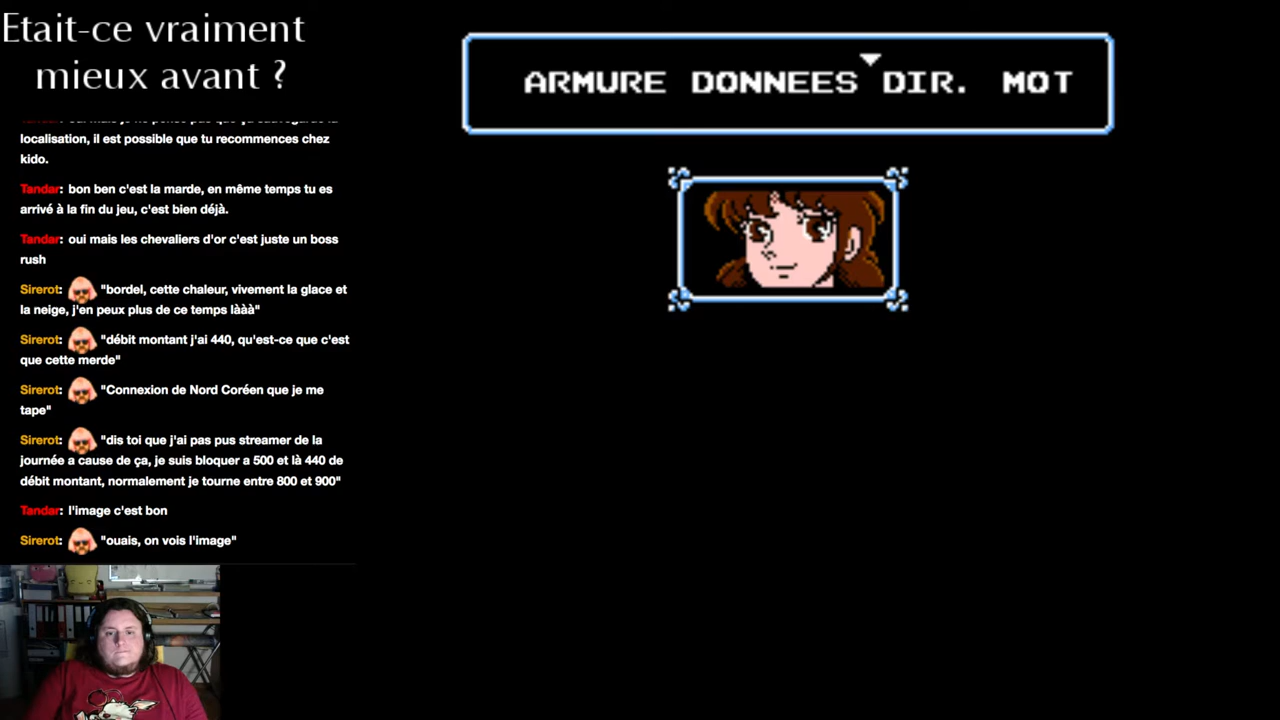 Etait-ce vraiment
mieux avant ?
ARMURE DONNEES DIR. MOT
localisation, il est possible que tu recommences chez
kido.
Tandar: bon ben c'est la marde, en même temps tu es
arrivé à la fin du jeu, c'est bien déjà.
Tandar: oui mais les chevaliers d'or c'est juste un boss
rush
Sirerot: "bordel, cette chaleur, vivement la glace et
la neige, j'en peux plus de ce temps lààà"
Sirerot: "débit montant j'ai 440, qu'est-ce que c'est
que cette merde"
Sirerot: "Connexion de Nord Coréen que je me
tape"
Sirerot: "dis toi que j'ai pas pus streamer de la
journée a cause de ça, je suis bloquer a 500 et là 440 de
débit montant, normalement je tourne entre 800 et 900"
Tandar: l'image c'est bon
Sirerot: "ouais, on vois l'image"